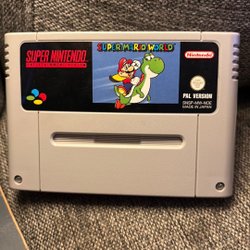 SUPER NINTENDO
ENTERTAINMENT SYSTEM
SUPER MARIO WORLD
Nintendo
PAL VERSION
SNSP-MW-NOE
MADE IN JAPAN